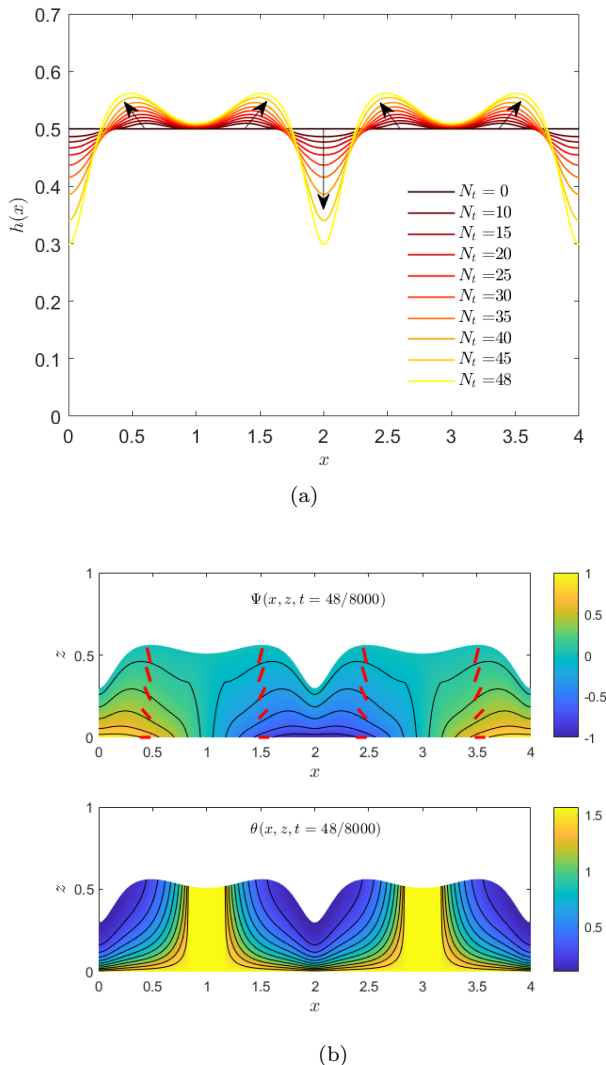 0.7
0.6
0.5
0.4
0.3
0.2
0.1
0
h(x)
N_t = 0
N_t =10
N_t =15
N_t =20
N_t =25
N_t =30
N_t =35
N_t =40
N_t =45
N_t =48
0 0.5 1 1.5 2 2.5 3 3.5 4
x
(a)
1
0.5
0
z
Ψ(x, z, t = 48/8000)
0 0.5 1 1.5 2 2.5 3 3.5 4
x
1
0.5
0
-0.5
-1
1
0.5
0
z
θ(x, z, t = 48/8000)
0 0.5 1 1.5 2 2.5 3 3.5 4
x
1.5
1
0.5
(b)